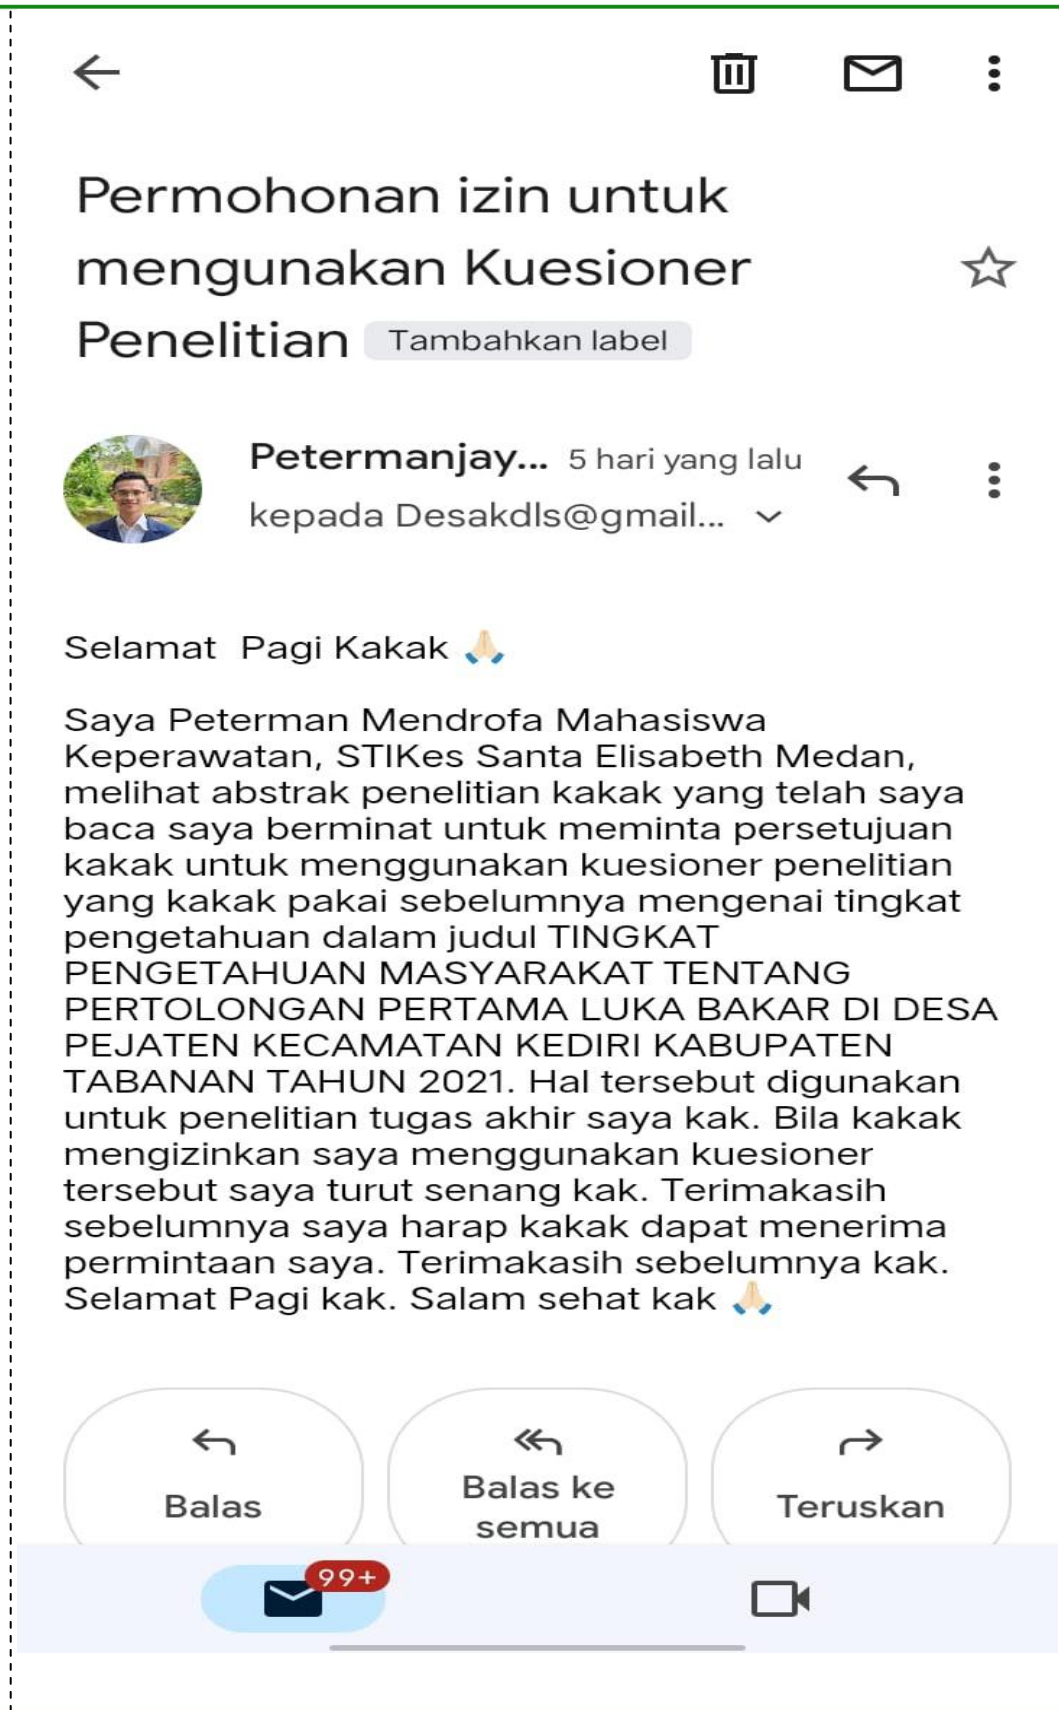 Permohonan izin untuk
mengunakan Kuesioner
Penelitian Tambahkan label
Petermanjay... 5 hari yang lalu
kepada Desakdls@gmail...
Selamat Pagi Kakak 🙏🏻
Saya Peterman Mendrofa Mahasiswa
Keperawatan, STIKes Santa Elisabeth Medan,
melihat abstrak penelitian kakak yang telah saya
baca saya berminat untuk meminta persetujuan
kakak untuk menggunakan kuesioner penelitian
yang kakak pakai sebelumnya mengenai tingkat
pengetahuan dalam judul TINGKAT
PENGETAHUAN MASYARAKAT TENTANG
PERTOLONGAN PERTAMA LUKA BAKAR DI DESA
PEJATEN KECAMATAN KEDIRI KABUPATEN
TABANAN TAHUN 2021. Hal tersebut digunakan
untuk penelitian tugas akhir saya kak. Bila kakak
mengizinkan saya menggunakan kuesioner
tersebut saya turut senang kak. Terimakasih
sebelumnya saya harap kakak dapat menerima
permintaan saya. Terimakasih sebelumnya kak.
Selamat Pagi kak. Salam sehat kak 🙏🏻
Balas
Balas ke
semua
Teruskan
99+